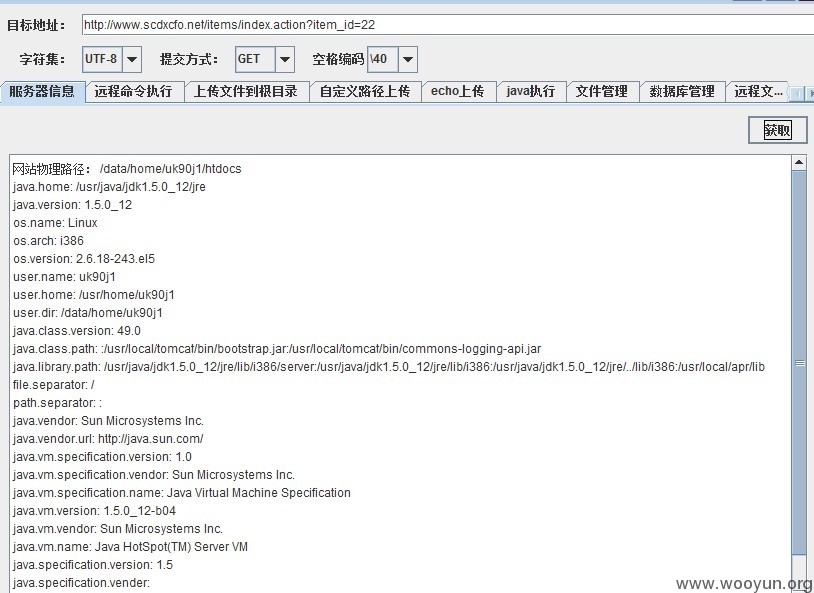 目标地址： http://www.scdxcfo.net/items/index.action?item_id=22
字符集： UTF-8 提交方式： GET 空格编码 \40
服务器信息 远程命令执行 上传文件到根目录 自定义路径上传 echo上传 java执行 文件管理 数据库管理 远程文...
获取
网站物理路径： /data/home/uk90j1/htdocs
java.home: /usr/java/jdk1.5.0_12/jre
java.version: 1.5.0_12
os.name: Linux
os.arch: i386
os.version: 2.6.18-243.el5
user.name: uk90j1
user.home: /usr/home/uk90j1
user.dir: /data/home/uk90j1
java.class.version: 49.0
java.class.path: :/usr/local/tomcat/bin/bootstrap.jar:/usr/local/tomcat/bin/commons-logging-api.jar
java.library.path: /usr/java/jdk1.5.0_12/jre/lib/i386/server:/usr/java/jdk1.5.0_12/jre/lib/i386:/usr/java/jdk1.5.0_12/jre/../lib/i386:/usr/local/apr/lib
file.separator: /
path.separator: :
java.vendor: Sun Microsystems Inc.
java.vendor.url: http://java.sun.com/
java.vm.specification.version: 1.0
java.vm.specification.vendor: Sun Microsystems Inc.
java.vm.specification.name: Java Virtual Machine Specification
java.vm.version: 1.5.0_12-b04
java.vm.vendor: Sun Microsystems Inc.
java.vm.name: Java HotSpot(TM) Server VM
java.specification.version: 1.5
java.specification.vender:
www.wooyun.org